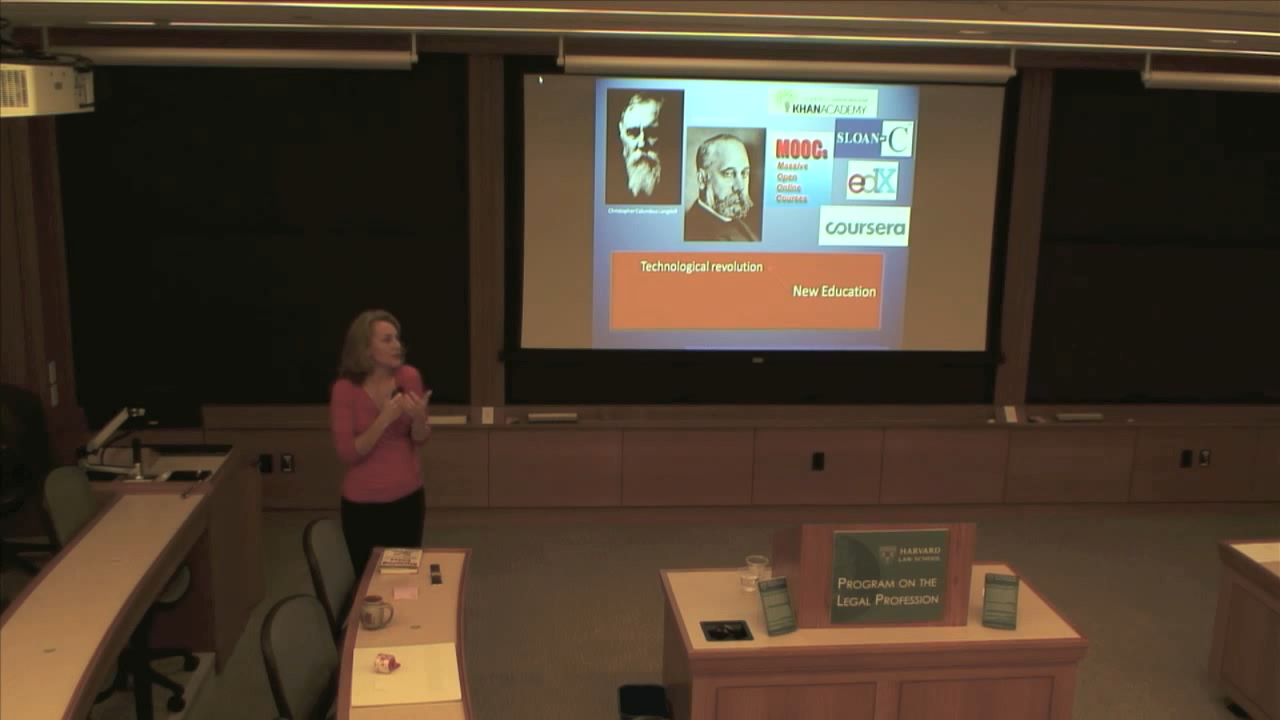 KHANACADEMY
SLOAN-C
MOOCs
Massive
Open
Online
Courses
edX
coursera
Christopher Columbus Langdell
Technological revolution
New Education
HARVARD
LAW SCHOOL
PROGRAM ON THE
LEGAL PROFESSION